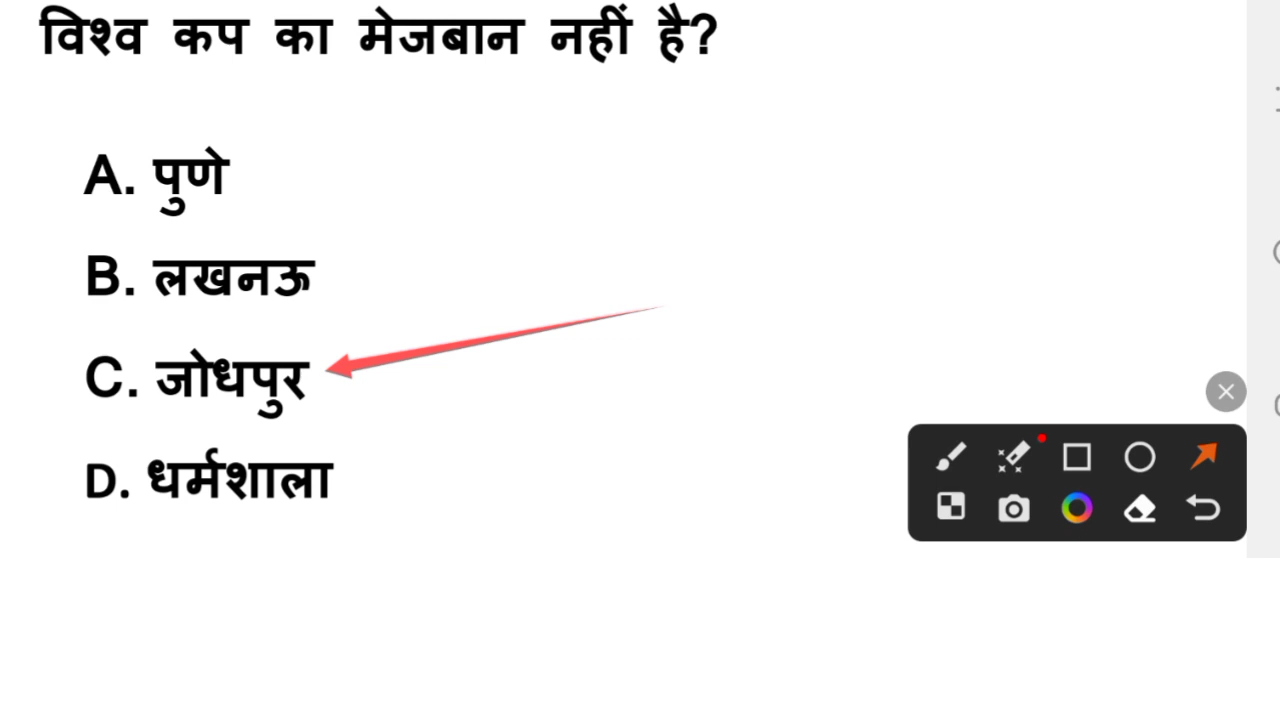 विश्व कप का मेजबान नहीं है?
A. पुणे
B. लखनऊ
C. जोधपुर
D. धर्मशाला